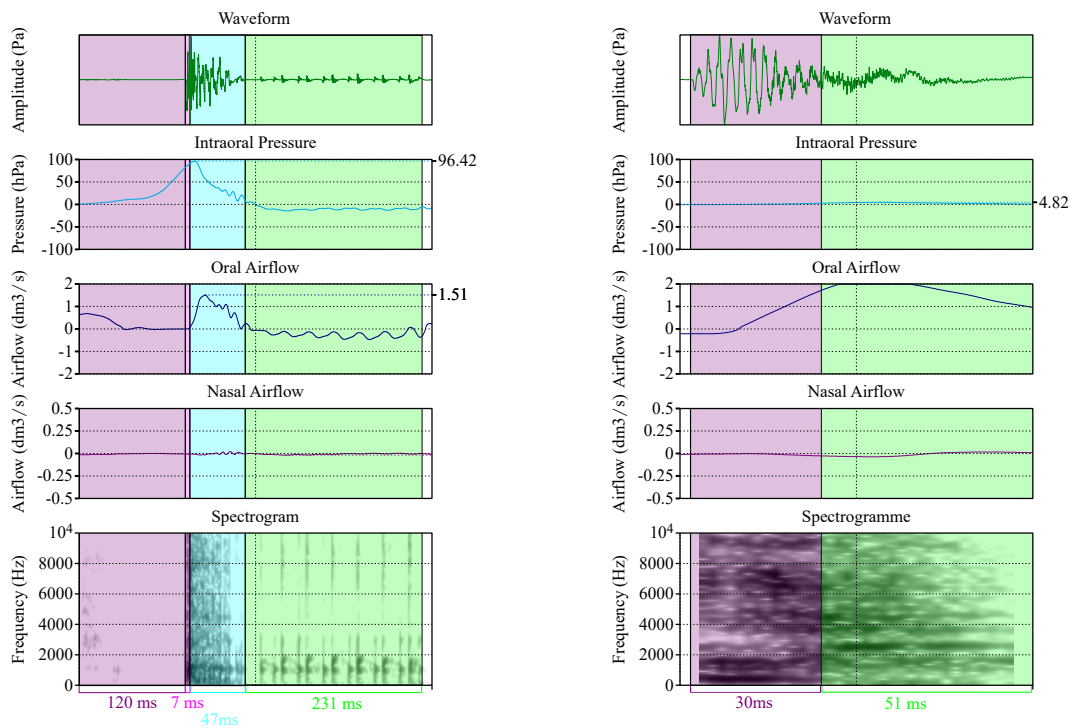 Waveform
Amplitude (Pa)
Intraoral Pressure
Pressure (hPa)
100
50
0
-50
-100
96.42
Oral Airflow
Airflow (dm3/s)
2
1
0
-1
-2
1.51
Nasal Airflow
Airflow (dm3/s)
0.5
0.25
0
-0.25
-0.5
Spectrogram
Frequency (Hz)
10⁴
8000
6000
4000
2000
0
120 ms
7 ms
47ms
231 ms
Waveform
Amplitude (Pa)
Intraoral Pressure
Pressure (hPa)
100
50
0
-50
-100
4.82
Oral Airflow
Airflow (dm3/s)
2
1
0
-1
-2
Nasal Airflow
Airflow (dm3/s)
0.5
0.25
0
-0.25
-0.5
Spectrogramme
Frequency (Hz)
10⁴
8000
6000
4000
2000
0
30ms
51 ms